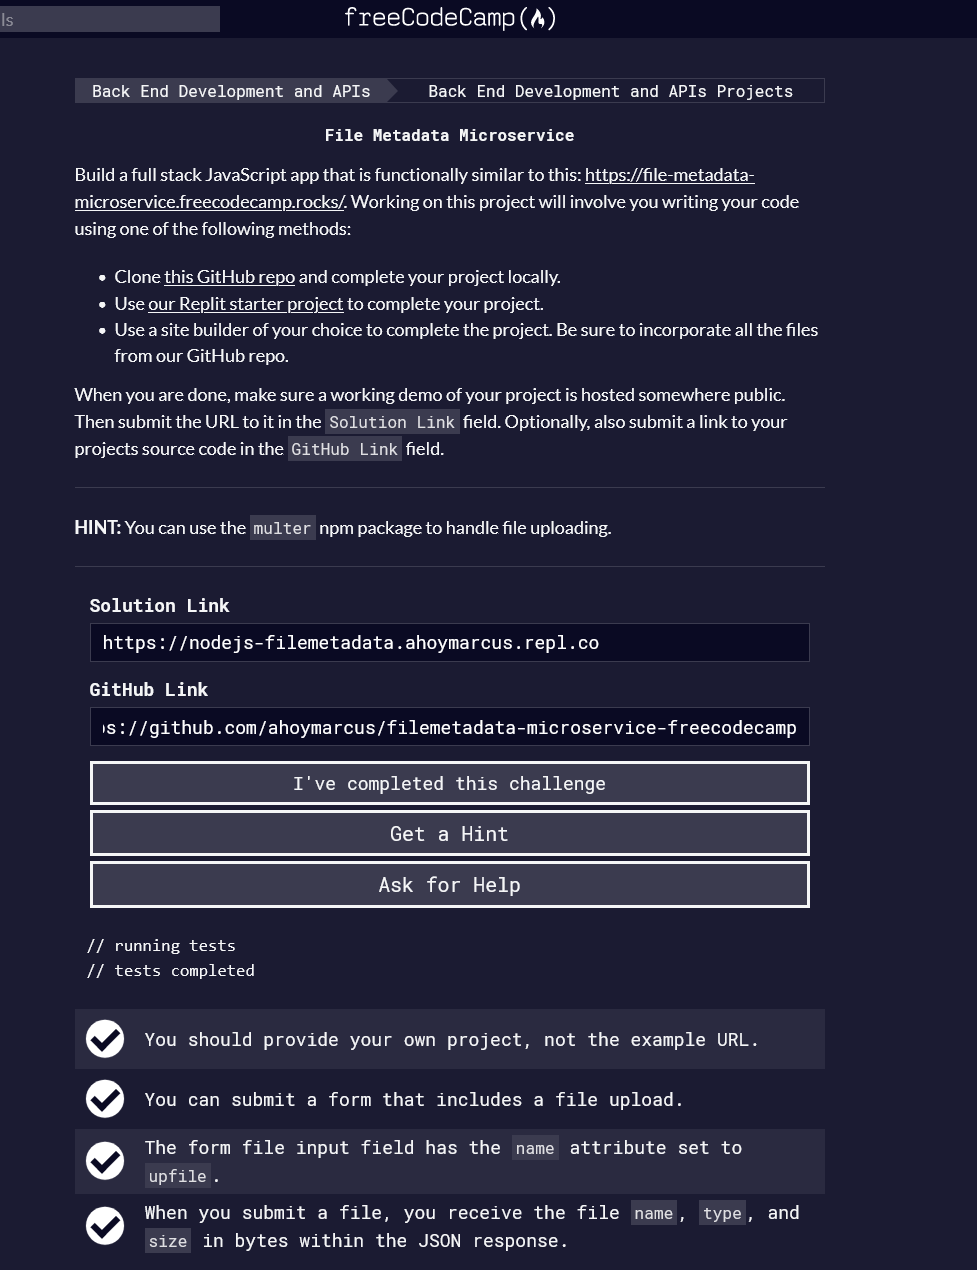 ls
freeCodeCamp
Back End Development and APIs
Back End Development and APIs Projects
File Metadata Microservice
Build a full stack JavaScript app that is functionally similar to this: https://file-metadata-
microservice.freecodecamp.rocks/. Working on this project will involve you writing your code
using one of the following methods:
Clone this GitHub repo and complete your project locally.
Use our Replit starter project to complete your project.
Use a site builder of your choice to complete the project. Be sure to incorporate all the files
from our GitHub repo.
When you are done, make sure a working demo of your project is hosted somewhere public.
Then submit the URL to it in the Solution Link field. Optionally, also submit a link to your
projects source code in the GitHub Link field.
HINT: You can use the multer npm package to handle file uploading.
Solution Link
https://nodejs-filemetadata.ahoymarcus.repl.co
GitHub Link
s://github.com/ahoymarcus/filemetadata-microservice-freecodecamp
I've completed this challenge
Get a Hint
Ask for Help
// running tests
// tests completed
You should provide your own project, not the example URL.
You can submit a form that includes a file upload.
The form file input field has the name attribute set to
upfile.
When you submit a file, you receive the file name, type, and
size in bytes within the JSON response.